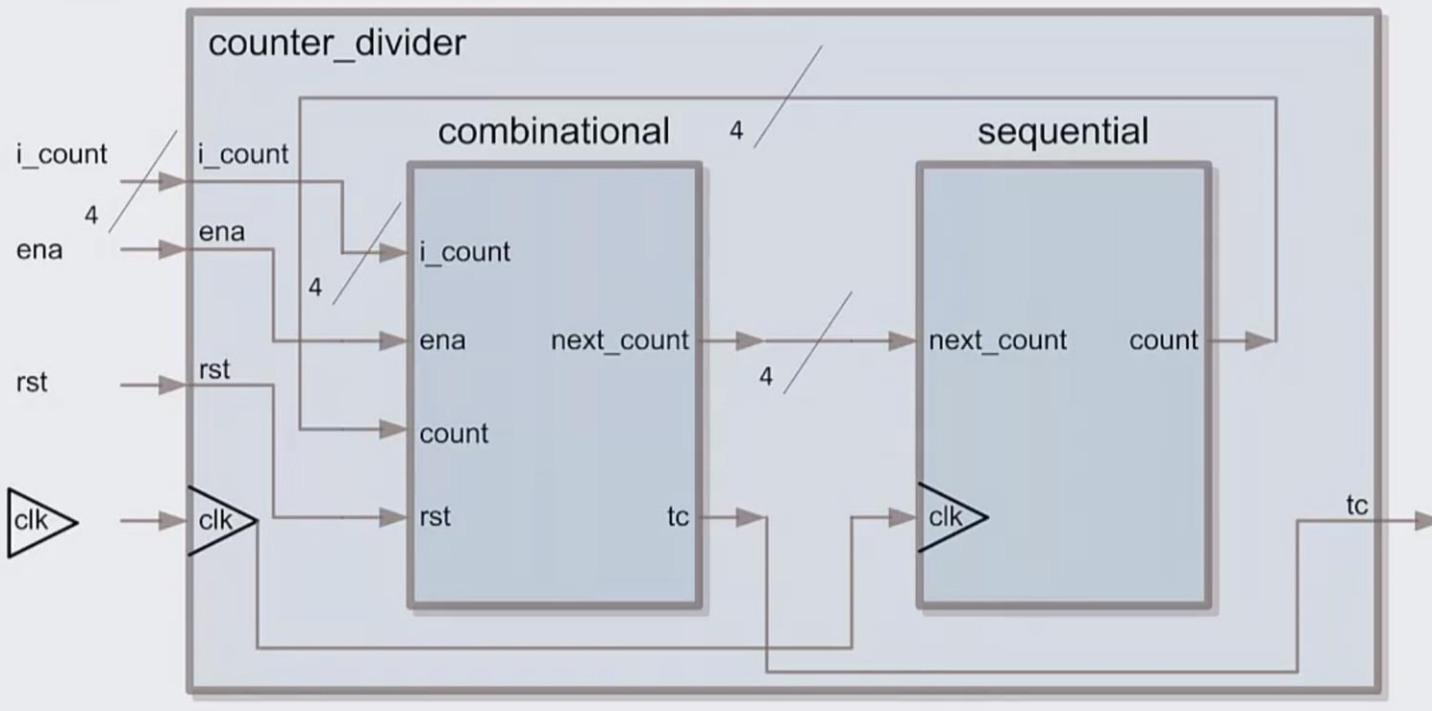 counter_divider
4
combinational
sequential
i_count
i_count
4
ena
ena
4
i_count
ena
next_count
4
next_count
count
rst
rst
count
clk
clk
rst
tc
clk
tc